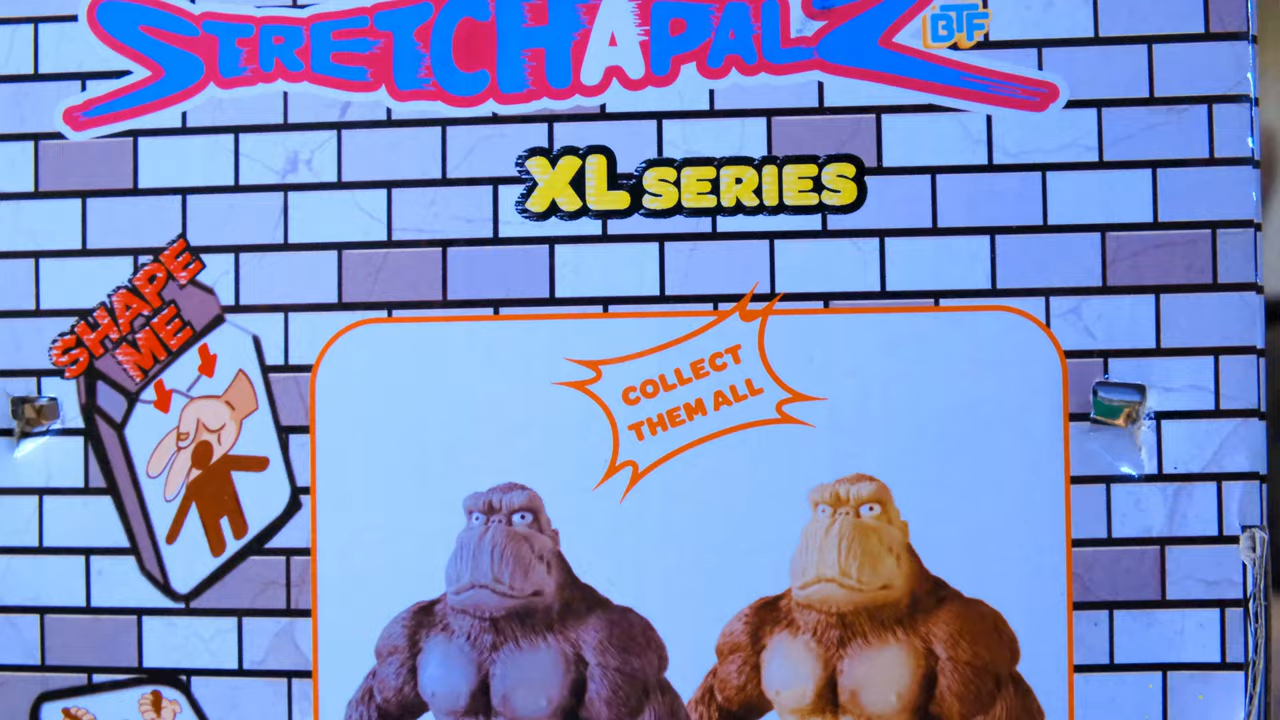 STRETCHAPALZ
BTF
XL SERIES
SHAPE
ME
COLLECT
THEM ALL